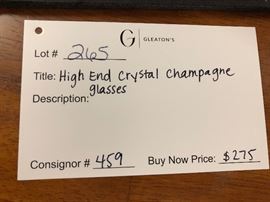 G | GLEATON'S
Lot # 265
Title: High End Crystal Champagne
glasses
Description:
Consignor # 459 Buy Now Price: $275